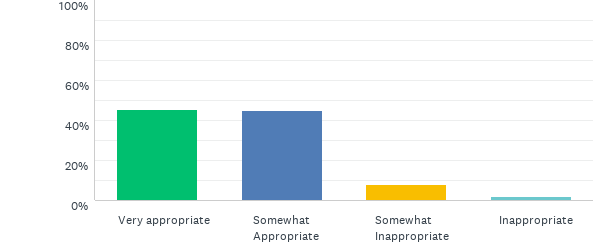 100%
80%
60%
40%
20%
0%
Very appropriate
Somewhat
Appropriate
Somewhat
Inappropriate
Inappropriate